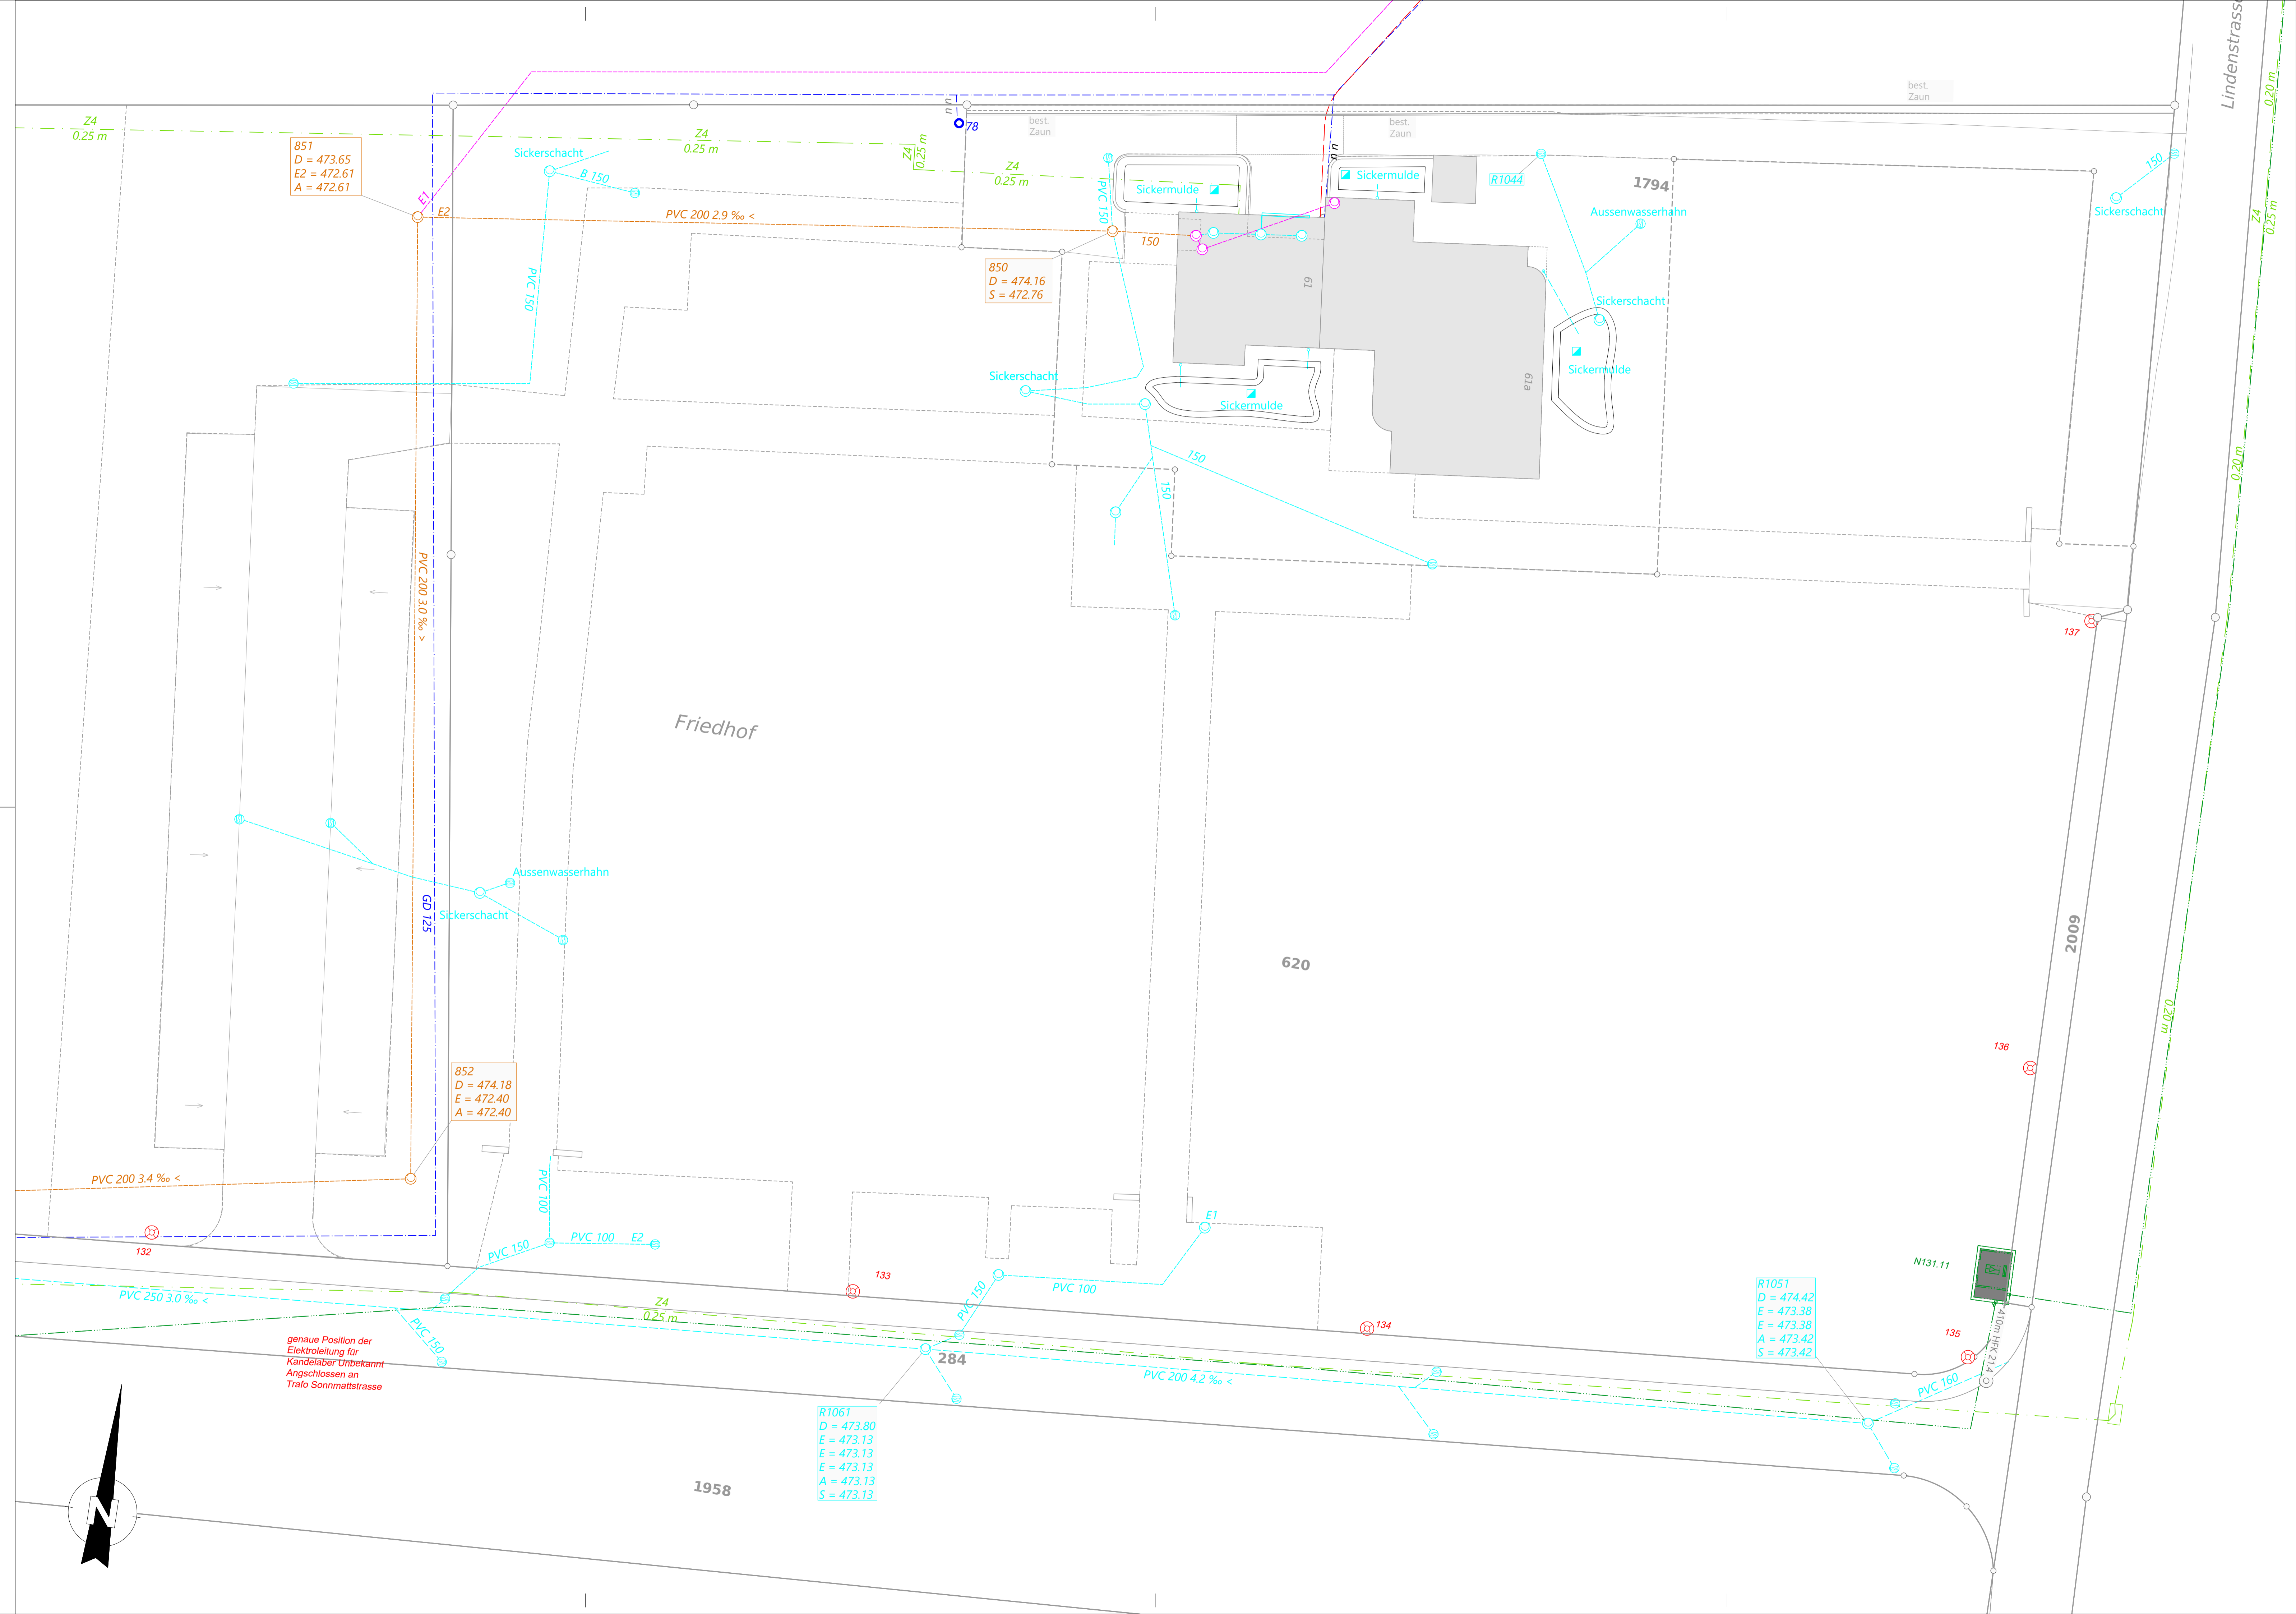 Lindenstrasse
best.
Zaun
0.20 m
Z4
0.25 m
Z4
0.25 m
Z4
0.25 m
Z4
0.25 m
78
best.
Zaun
best.
Zaun
n
n
n
n
851
D = 473.65
E2 = 472.61
A = 472.61
Sickerschacht
B 150
E1
E2
PVC 200 2.9 ‰ <
PVC 150
150
Sickermulde
Sickermulde
R1044
1794
Aussenwasserhahn
150
Sickerschacht
Z4
0.25 m
PVC 150
850
D = 474.16
S = 472.76
61
61a
Sickerschacht
Sickermulde
Sickerschacht
Sickermulde
150
150
0.20 m
PVC 200 3.0 ‰ >
137
Friedhof
Aussenwasserhahn
Sickerschacht
GD 125
620
2009
0.20 m
136
852
D = 474.18
E = 472.40
A = 472.40
PVC 200 3.4 ‰ <
PVC 100
132
PVC 150
PVC 100
E2
E1
133
PVC 150
PVC 100
134
N131.11
135
T410m HFK 21.4
PVC 250 3.0 ‰ <
Z4
0.25 m
PVC 150
genaue Position der
Elektroleitung für
Kandelaber Unbekannt
Angschlossen an
Trafo Sonnmattstrasse
284
PVC 200 4.2 ‰ <
R1051
D = 474.42
E = 473.38
E = 473.38
A = 473.42
S = 473.42
PVC 160
R1061
D = 473.80
E = 473.13
E = 473.13
E = 473.13
A = 473.13
S = 473.13
1958
N